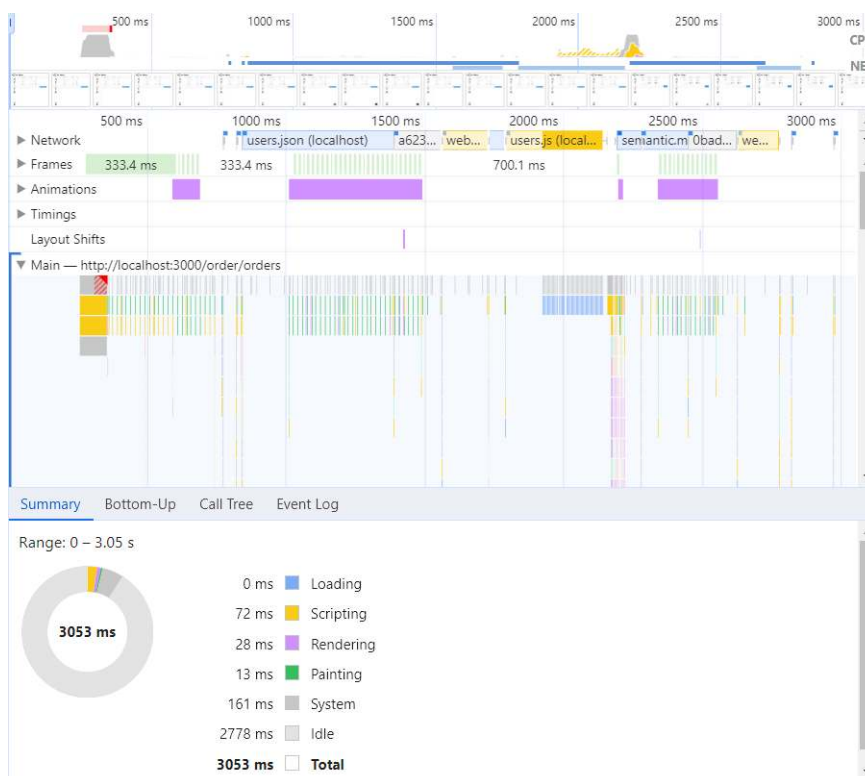 500 ms 1000 ms 1500 ms 2000 ms 2500 ms 3000 ms
CP
NE
500 ms 1000 ms 1500 ms 2000 ms 2500 ms 3000 ms
Network users.json (localhost) a623... web... users.js (local... semantic.m 0bad... we...
Frames 333.4 ms 333.4 ms 700.1 ms
Animations
Timings
Layout Shifts
Main — http://localhost:3000/order/orders
Summary Bottom-Up Call Tree Event Log
Range: 0 – 3.05 s
3053 ms
0 ms Loading
72 ms Scripting
28 ms Rendering
13 ms Painting
161 ms System
2778 ms Idle
3053 ms Total